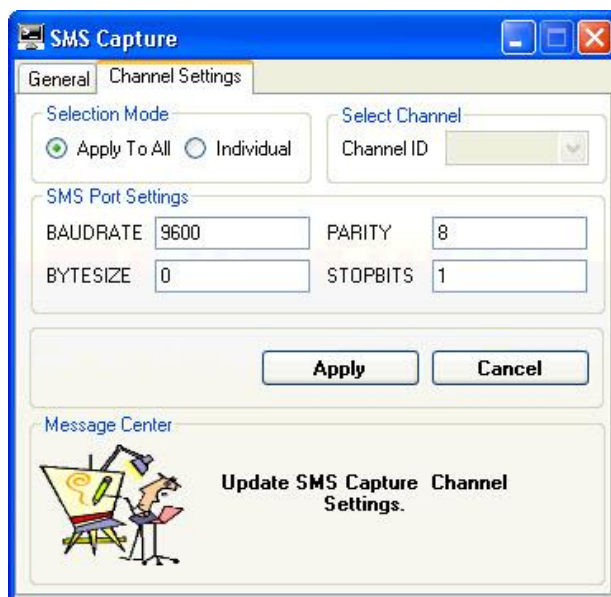 SMS Capture
General Channel Settings
Selection Mode
Apply To All Individual
Select Channel
Channel ID
SMS Port Settings
BAUDRATE 9600 PARITY 8
BYTESIZE 0 STOPBITS 1
Apply Cancel
Message Center
Update SMS Capture Channel
Settings.